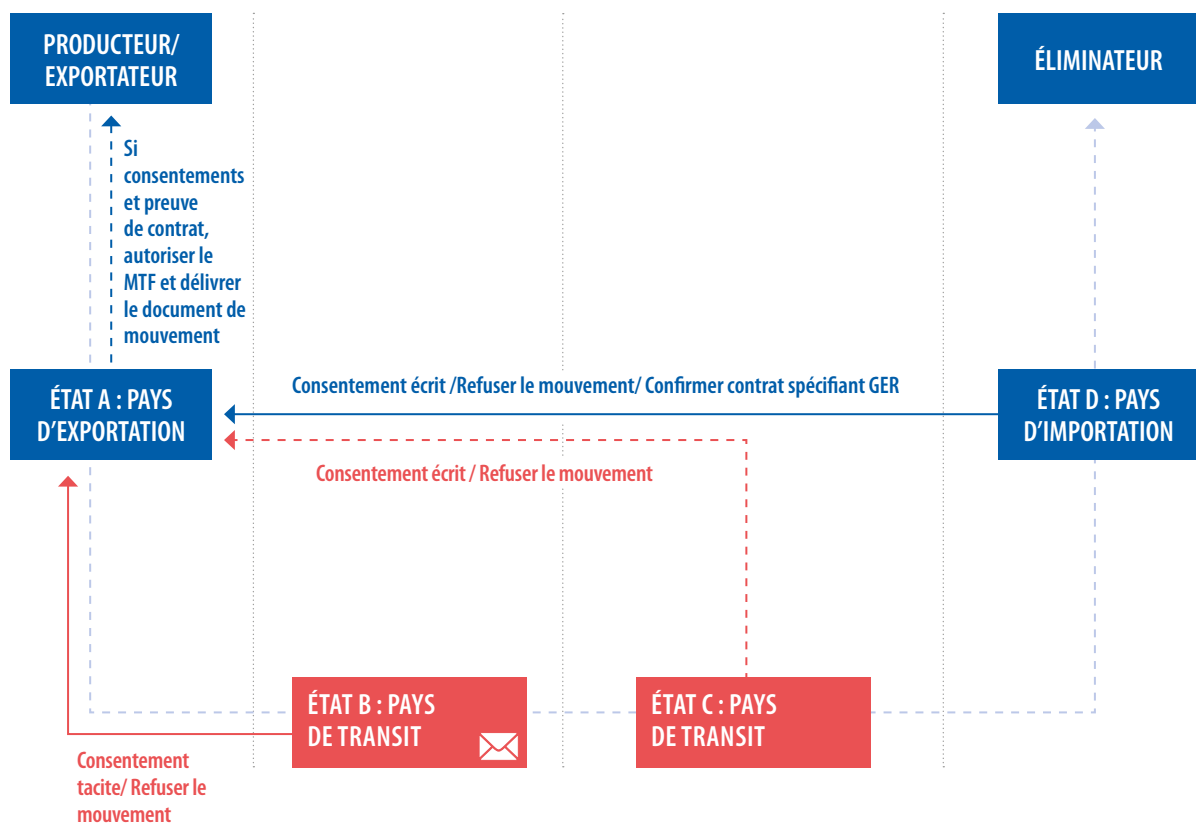 PRODUCTEUR/
EXPORTATEUR
ÉLIMINATEUR
Si
consentements
et preuve
de contrat,
autoriser le
MTF et délivrer
le document de
mouvement
ÉTAT A : PAYS
D'EXPORTATION
Consentement écrit /Refuser le mouvement/ Confirmer contrat spécifiant GER
ÉTAT D : PAYS
D'IMPORTATION
Consentement écrit / Refuser le mouvement
ÉTAT B : PAYS
DE TRANSIT
ÉTAT C : PAYS
DE TRANSIT
Consentement
tacite/ Refuser le
mouvement